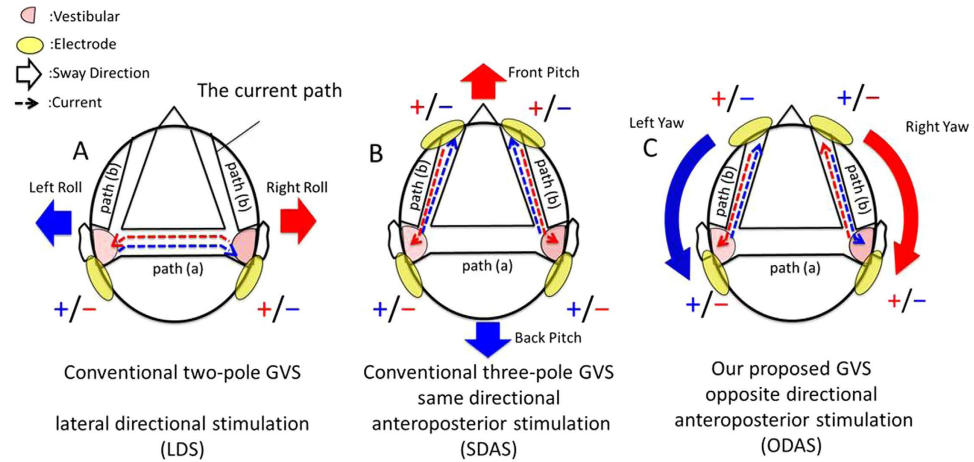 :Vestibular
:Electrode
:Sway Direction
:Current
The current path
A
Left Roll
Right Roll
path (b)
path (b)
path (a)
+/−
+/−
Conventional two-pole GVS
lateral directional stimulation
(LDS)
B
Front Pitch
+/−
+/−
path (b)
path (b)
path (a)
+/−
+/−
Back Pitch
Conventional three-pole GVS
same directional
anteroposterior stimulation
(SDAS)
C
Left Yaw
Right Yaw
+/−
+/−
path (b)
path (b)
path (a)
+/−
+/−
Our proposed GVS
opposite directional
anteroposterior stimulation
(ODAS)